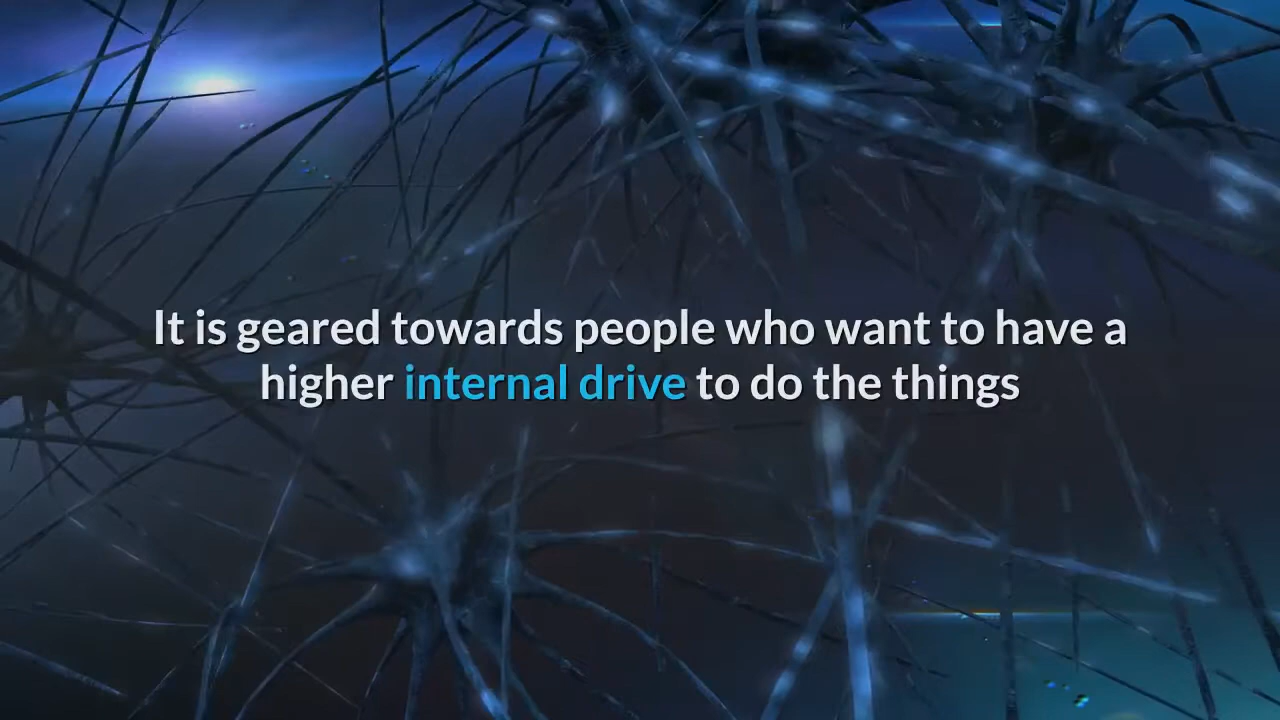 It is geared towards people who want to have a
higher internal drive to do the things